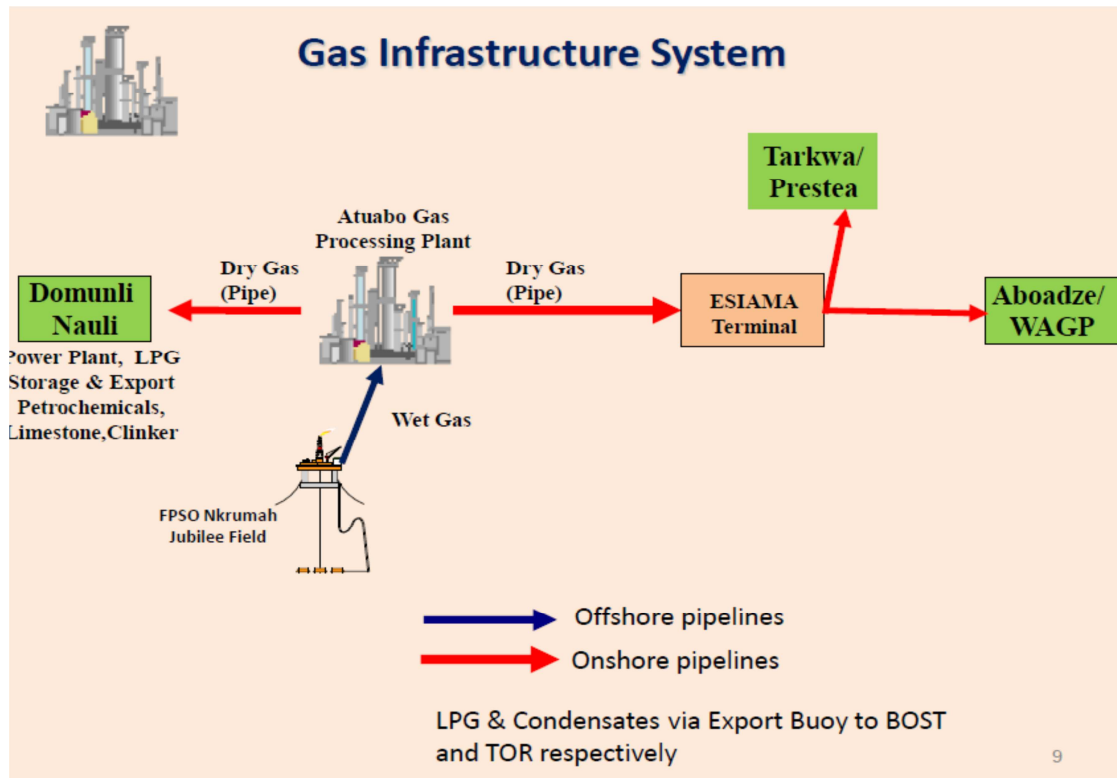 Gas Infrastructure System
Tarkwa/
Prestea
Atuabo Gas
Processing Plant
Dry Gas
(Pipe)
Dry Gas
(Pipe)
Domunli
Nauli
ESIAMA
Terminal
Aboadze/
WAGP
Power Plant, LPG
Storage & Export
Petrochemicals,
Limestone,Clinker
Wet Gas
FPSO Nkrumah
Jubilee Field
Offshore pipelines
Onshore pipelines
LPG & Condensates via Export Buoy to BOST
and TOR respectively
9